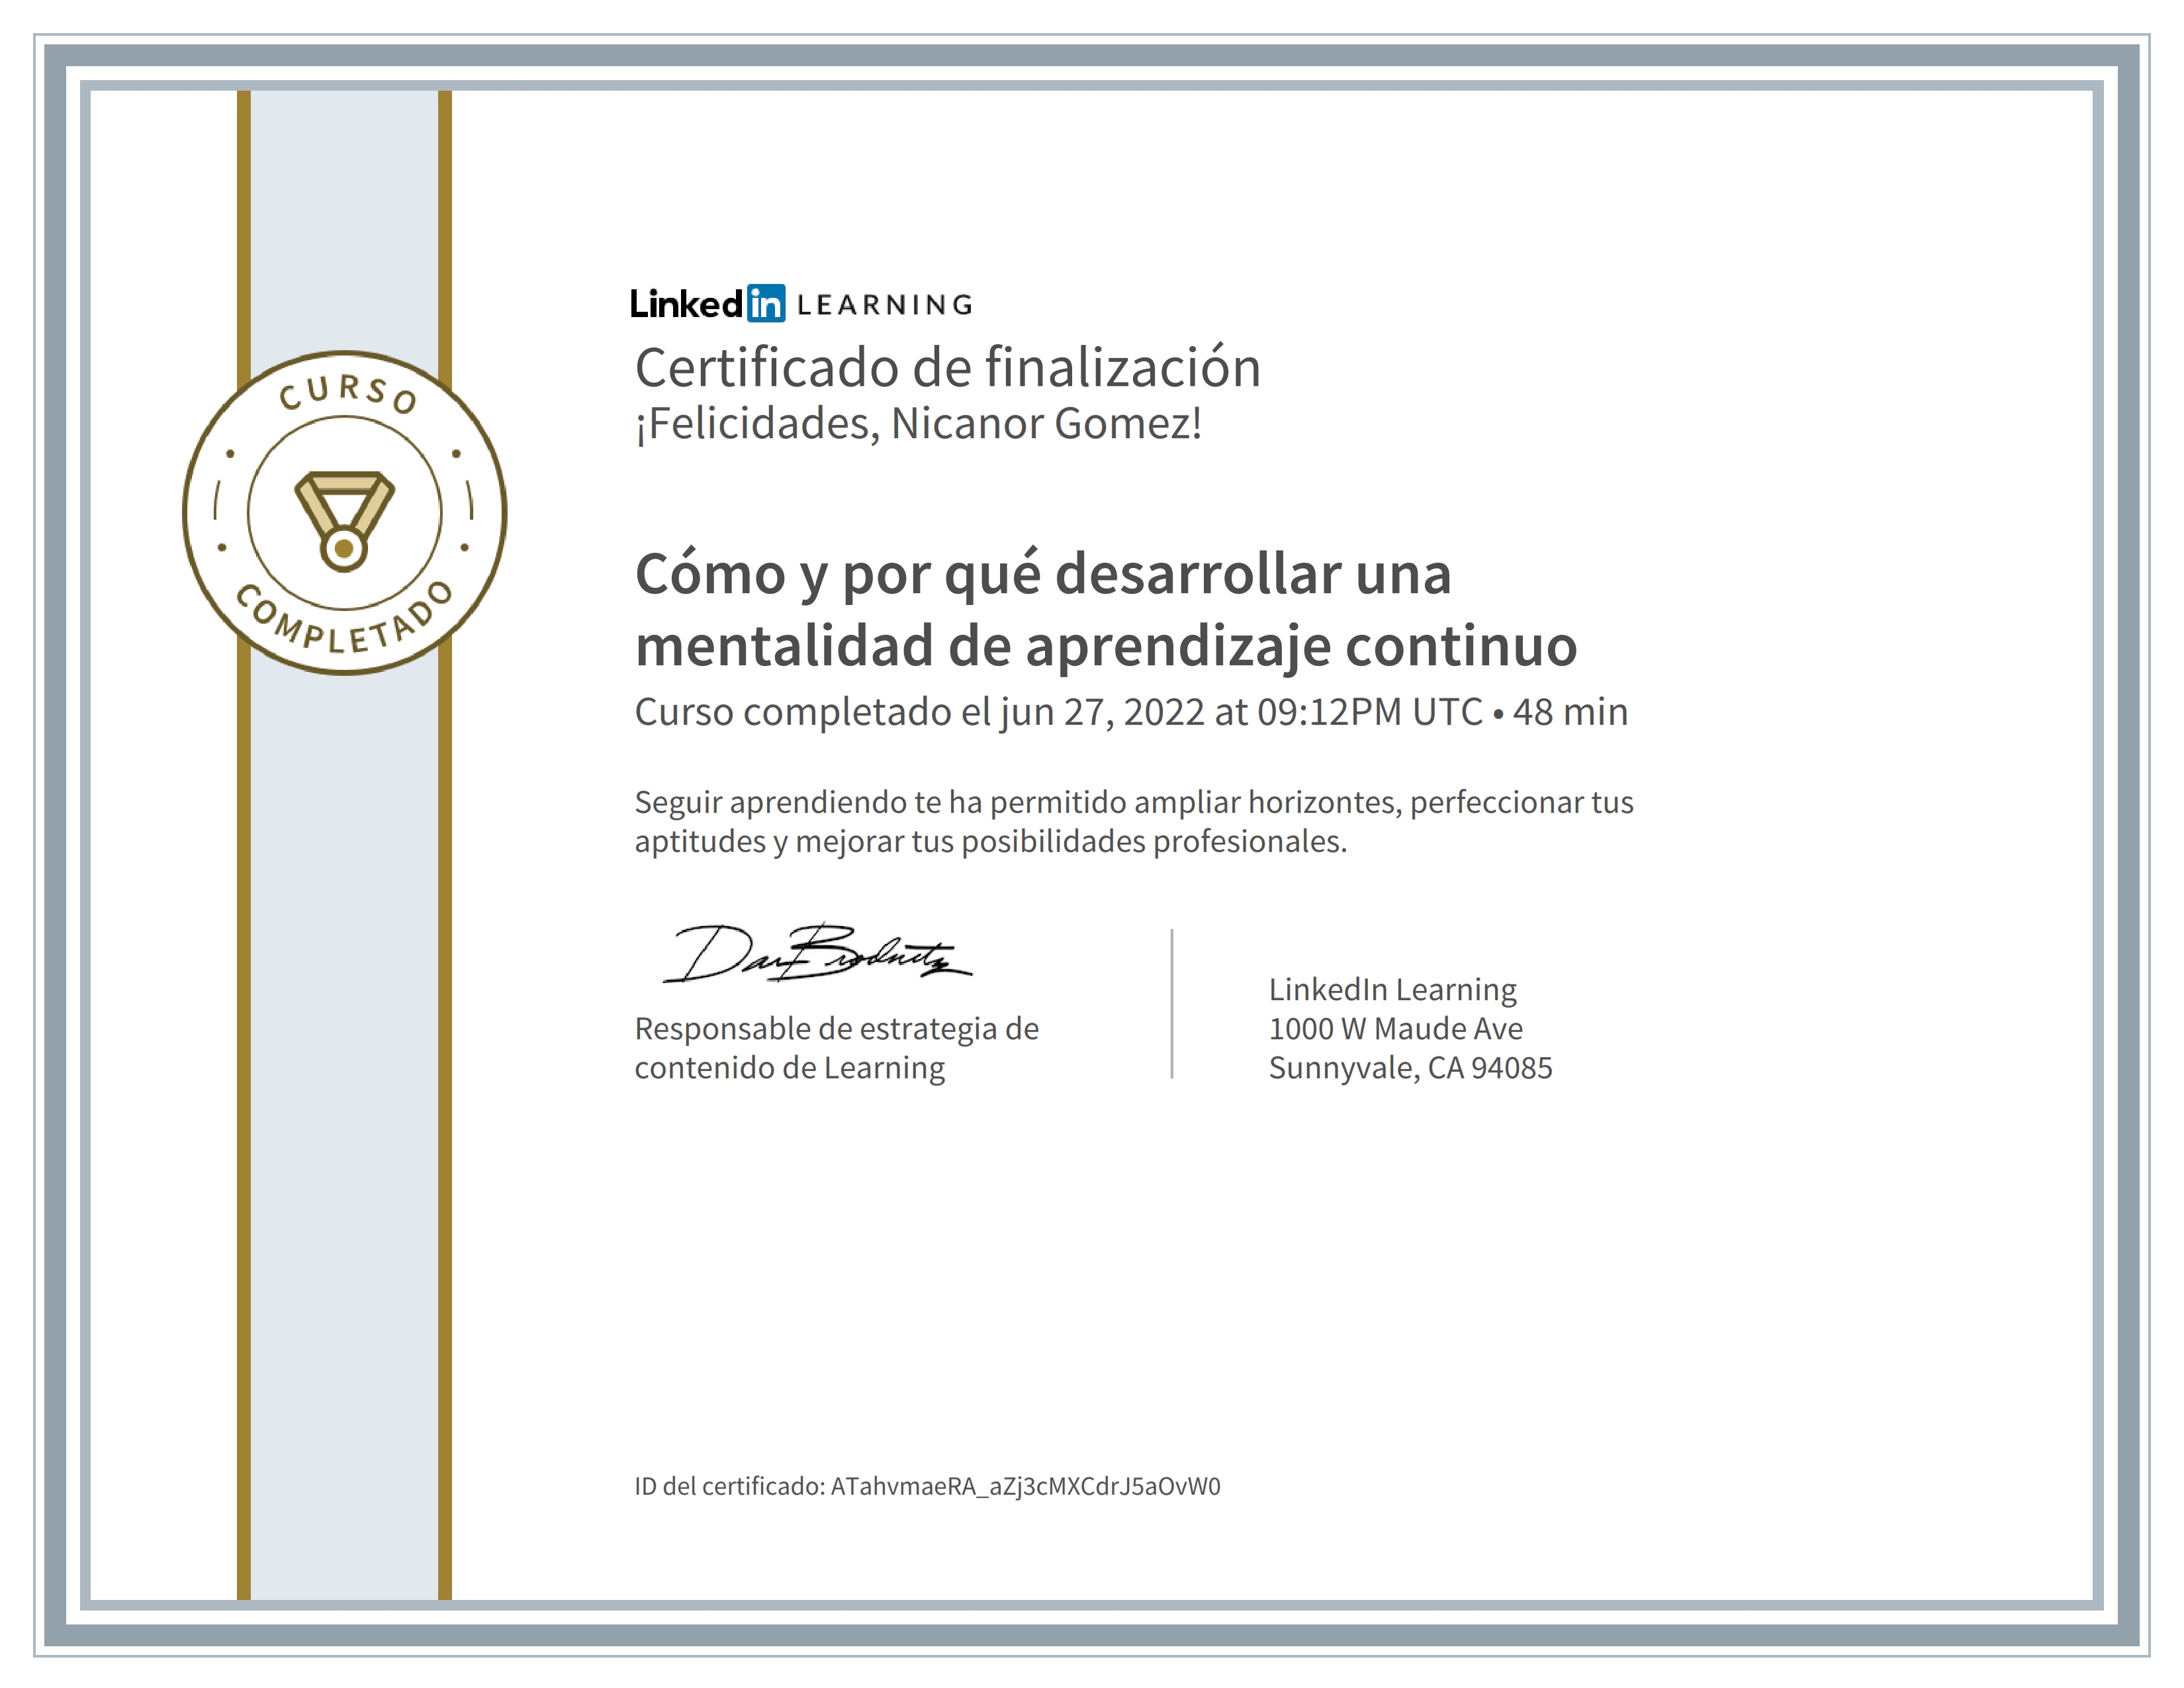 CURSO
COMPLETADO
Linked in LEARNING
Certificado de finalización
¡Felicidades, Nicanor Gomez!
Cómo y por qué desarrollar una
mentalidad de aprendizaje continuo
Curso completado el jun 27, 2022 at 09:12PM UTC • 48 min
Seguir aprendiendo te ha permitido ampliar horizontes, perfeccionar tus
aptitudes y mejorar tus posibilidades profesionales.
Responsable de estrategia de
contenido de Learning
LinkedIn Learning
1000 W Maude Ave
Sunnyvale, CA 94085
ID del certificado: ATahvmaeRA_aZj3cMXCdrJ5aOvW0